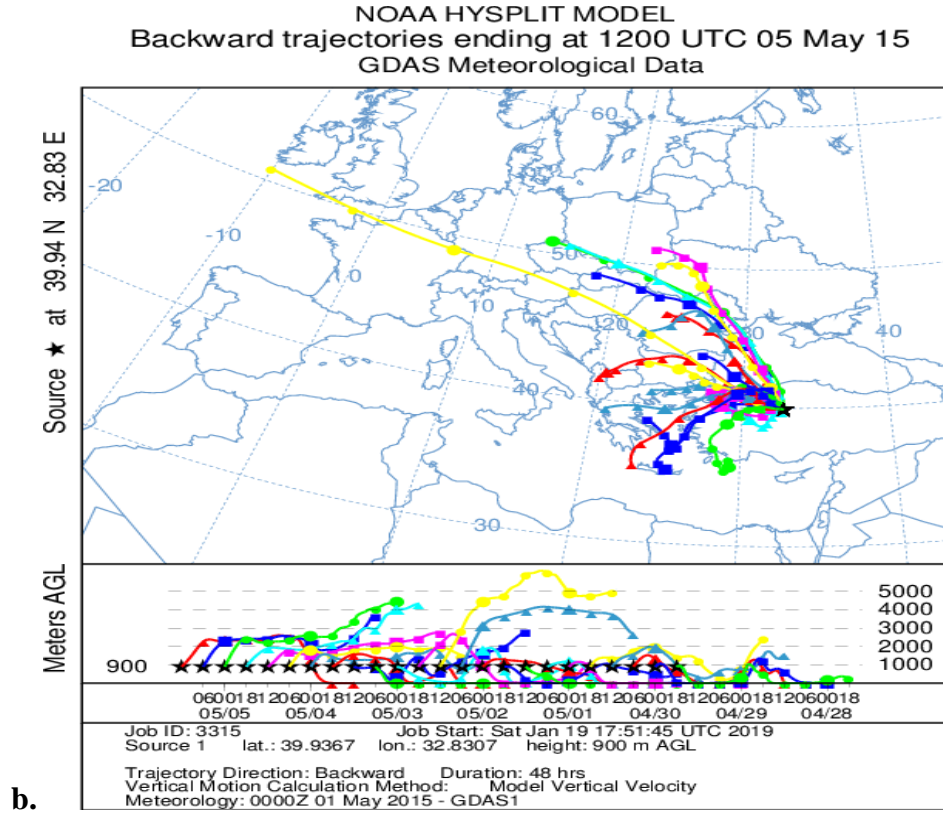 NOAA HYSPLIT MODEL
Backward trajectories ending at 1200 UTC 05 May 15
GDAS Meteorological Data
Source ★ at 39.94 N 32.83 E
60
-20
-10
50
10
10
20
30
40
40
30
Meters AGL
5000
4000
3000
2000
1000
900
06001812060018120600181206001812060018120600181206001812060018
05/05 05/04 05/03 05/02 05/01 04/30 04/29 04/28
Job ID: 3315 Job Start: Sat Jan 19 17:51:45 UTC 2019
Source 1 lat.: 39.9367 lon.: 32.8307 height: 900 m AGL
Trajectory Direction: Backward Duration: 48 hrs
Vertical Motion Calculation Method: Model Vertical Velocity
Meteorology: 0000Z 01 May 2015 - GDAS1
b.